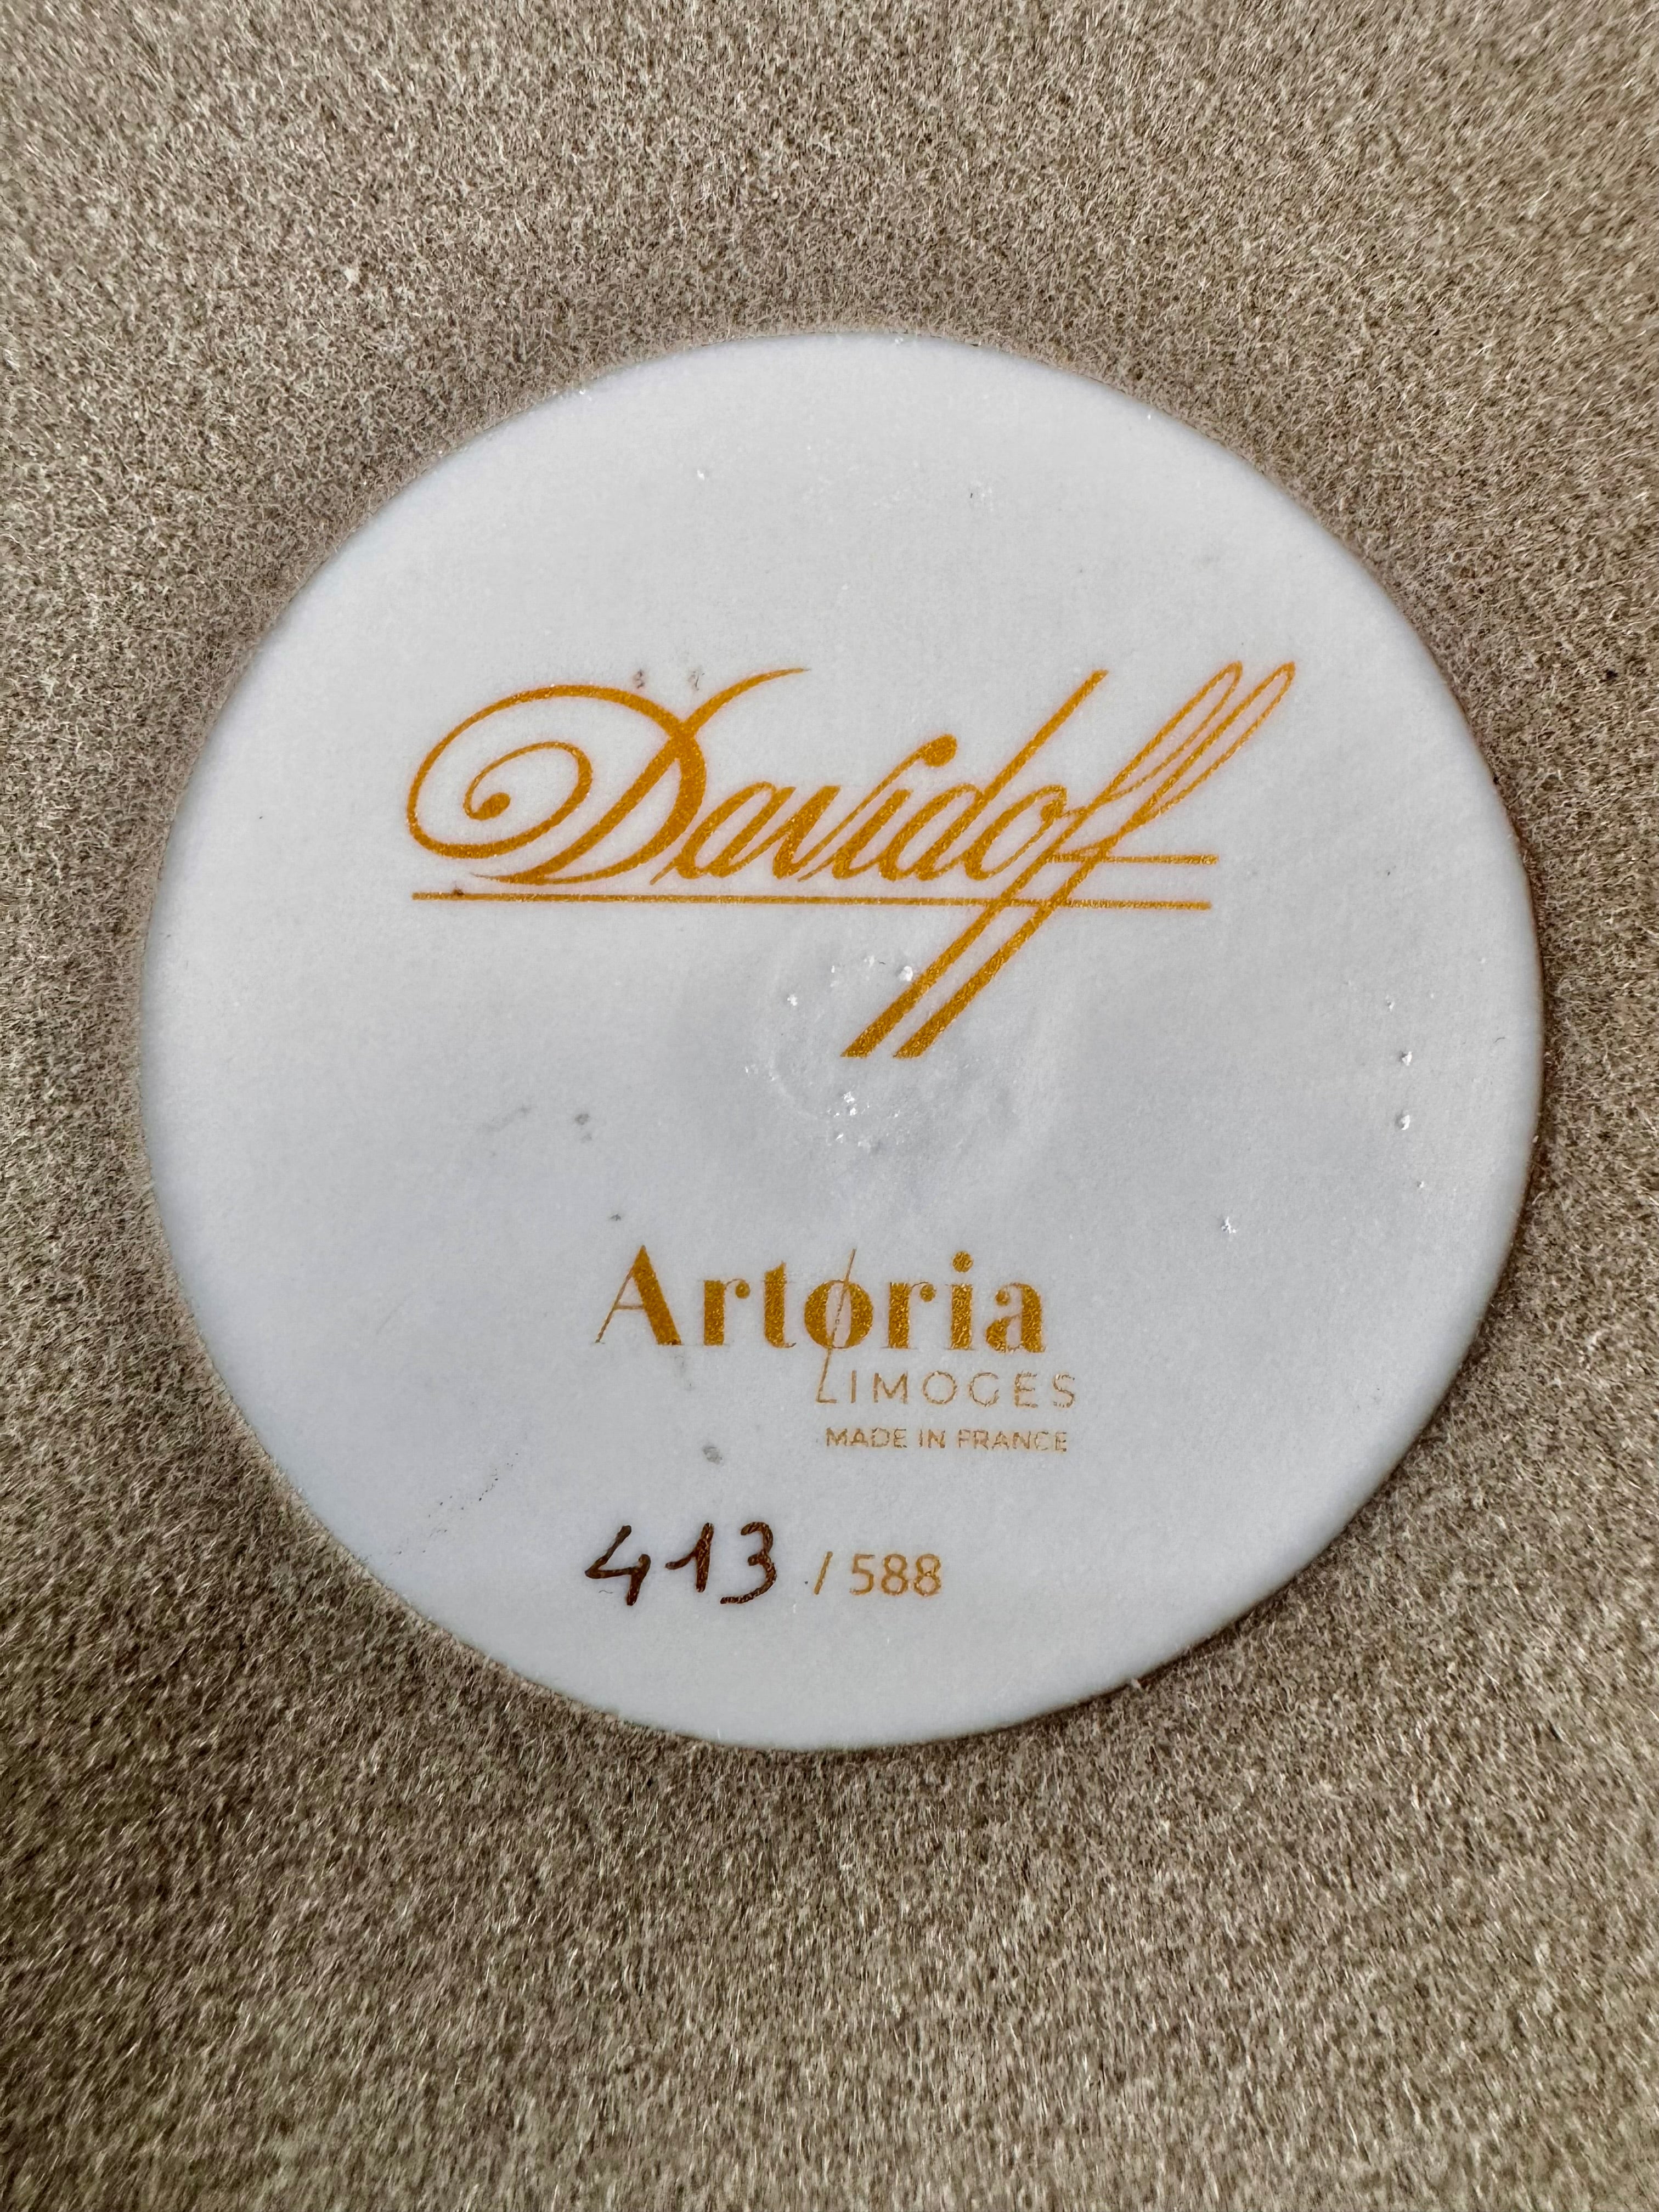 Davidoff
Artoria
LIMOGES
MADE IN FRANCE
413 / 588